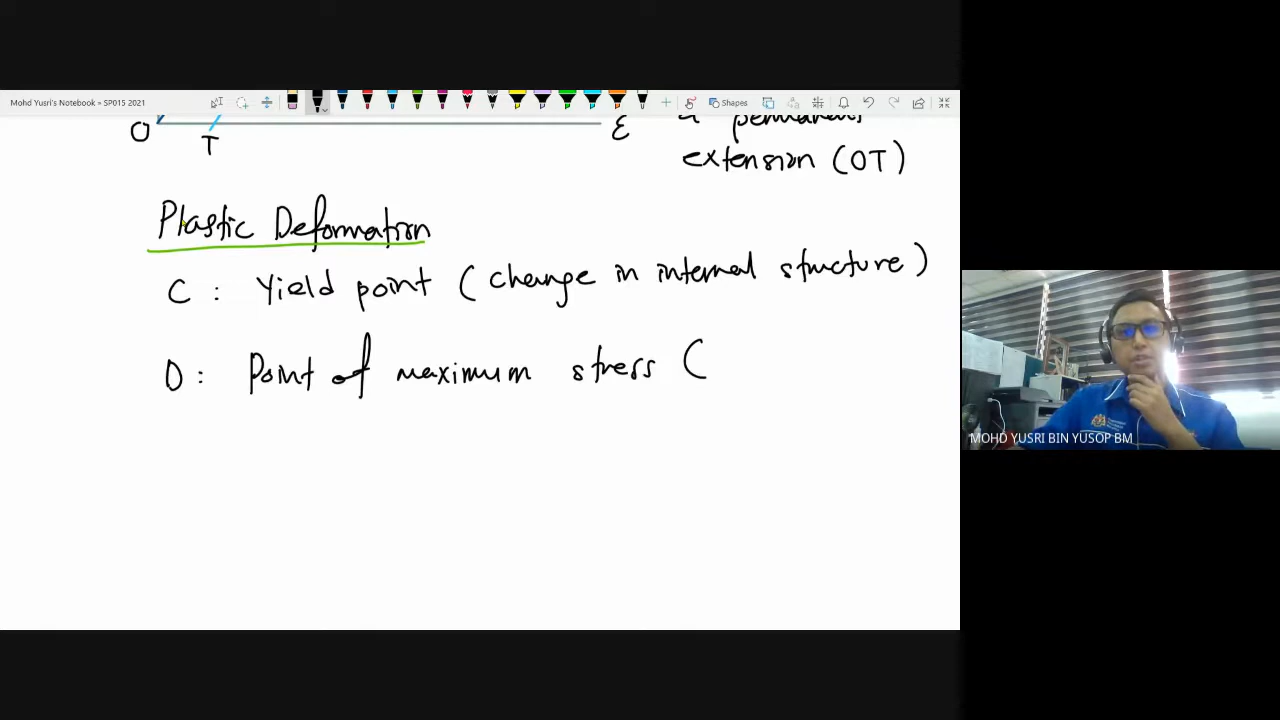 Mohd Yusri's Notebook » SP015 2021
Shapes
& permanent
O
T
ε
extension (OT)
Plastic Deformation
C : Yield point (change in internal structure)
D : Point of maximum stress (
MOHD YUSRI BIN YUSOP BM